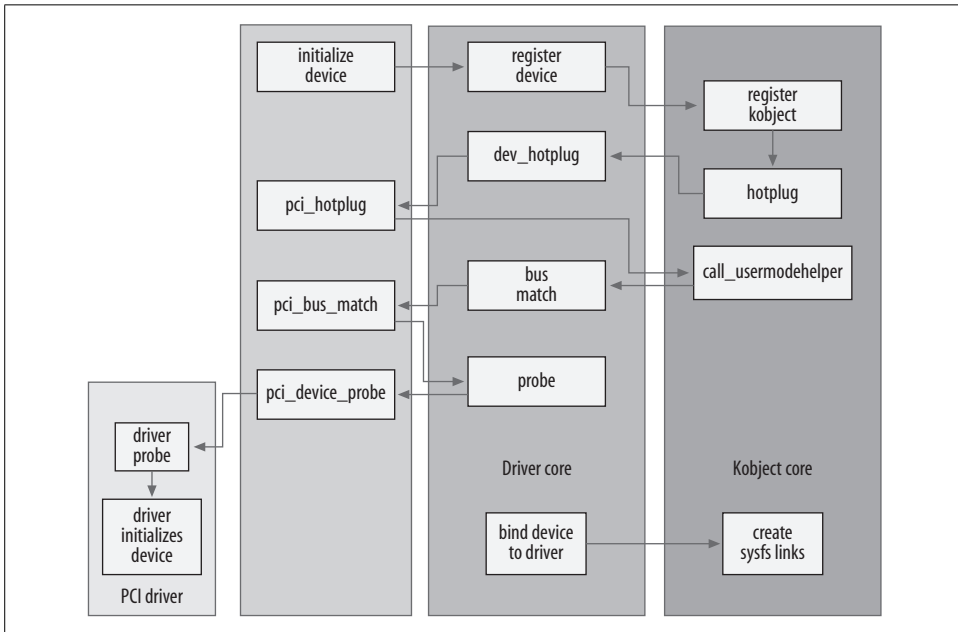 initialize
device
register
device
register
kobject
dev_hotplug
hotplug
pci_hotplug
call_usermodehelper
bus
match
pci_bus_match
probe
pci_device_probe
driver
probe
Driver core
Kobject core
driver
initializes
device
bind device
to driver
create
sysfs links
PCI driver